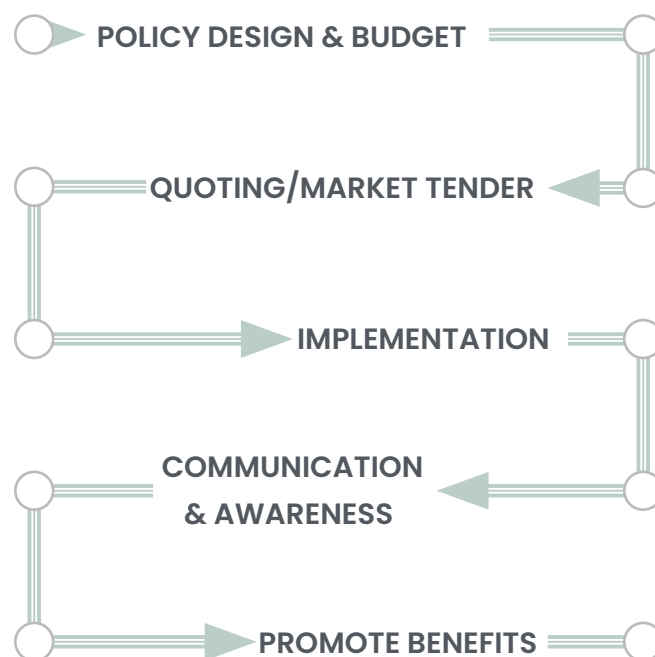 POLICY DESIGN & BUDGET
QUOTING/MARKET TENDER
IMPLEMENTATION
COMMUNICATION
& AWARENESS
PROMOTE BENEFITS